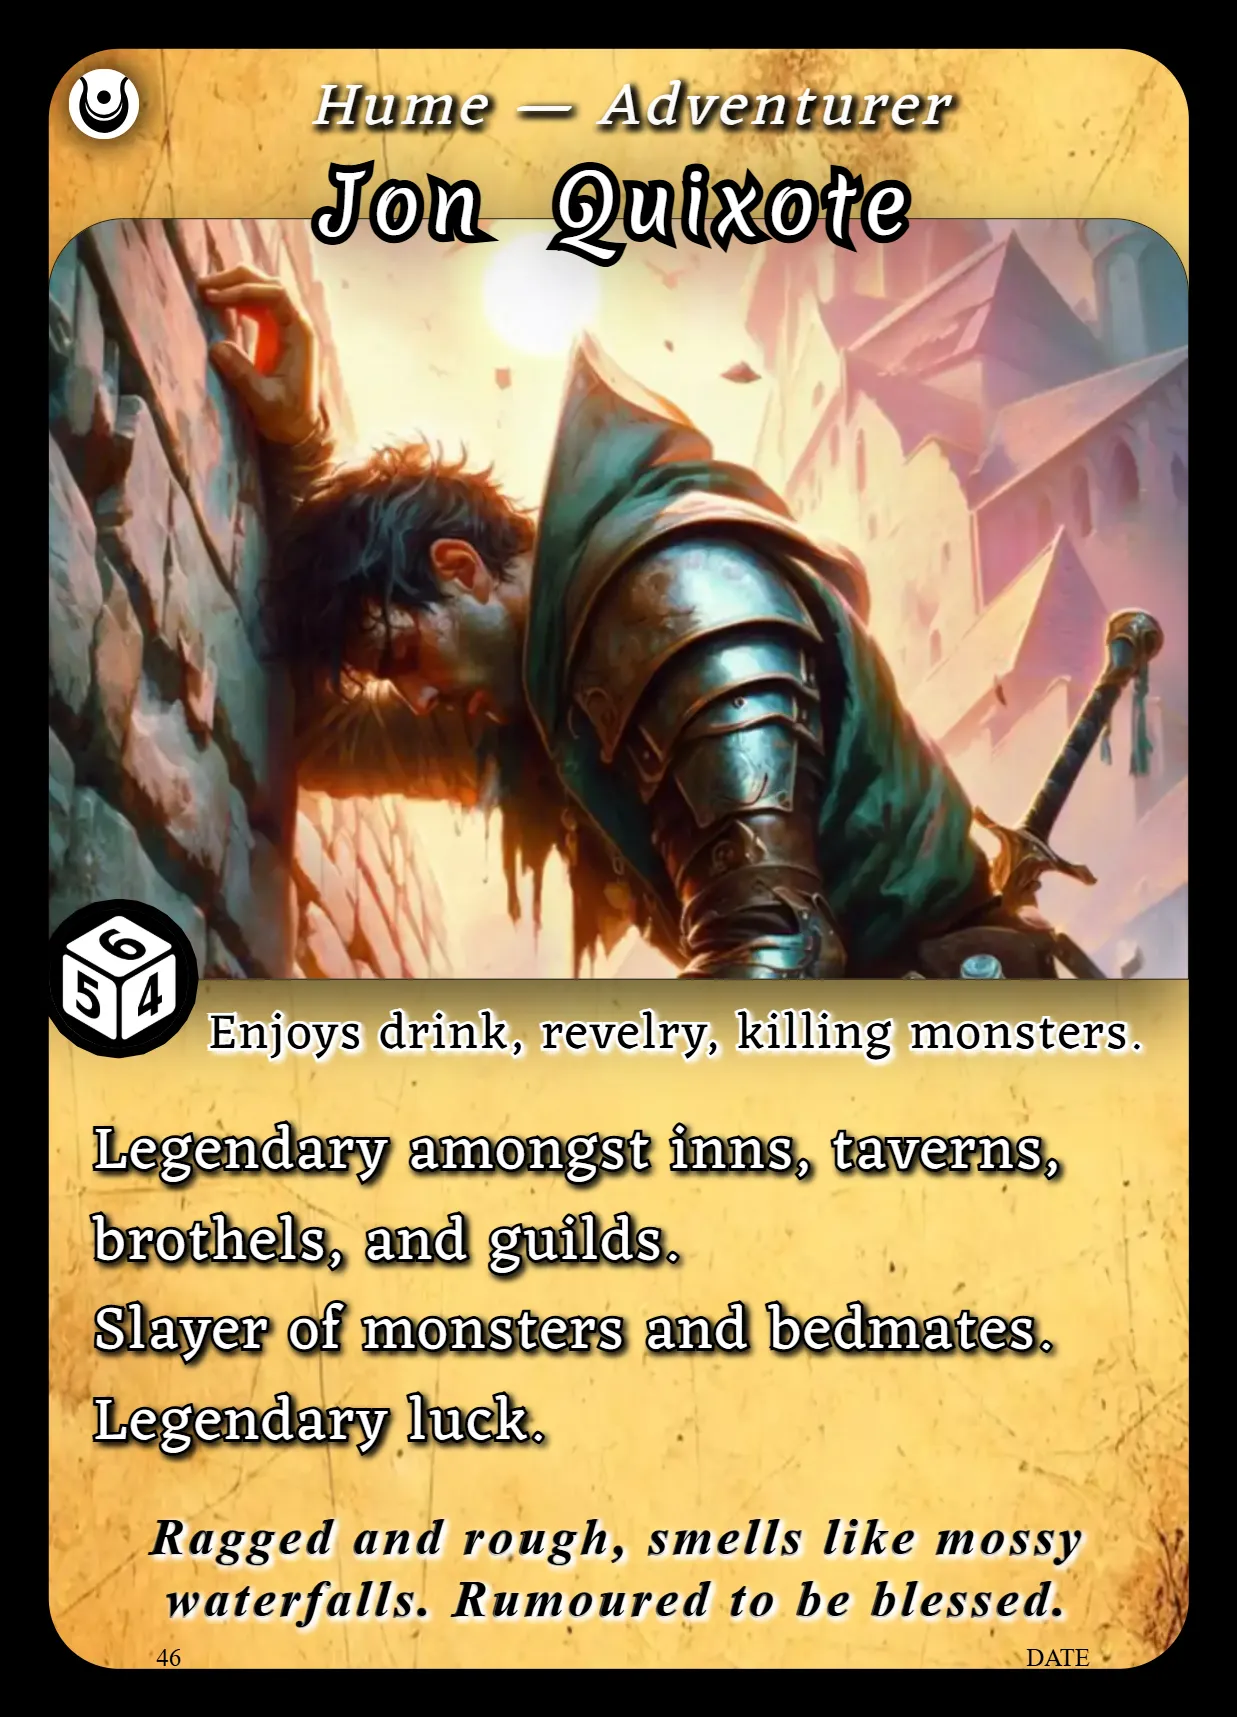 Hume — Adventurer
Jon Quixote
6
5 4
Enjoys drink, revelry, killing monsters.
Legendary amongst inns, taverns,
brothels, and guilds.
Slayer of monsters and bedmates.
Legendary luck.
Ragged and rough, smells like mossy
waterfalls. Rumoured to be blessed.
46 DATE